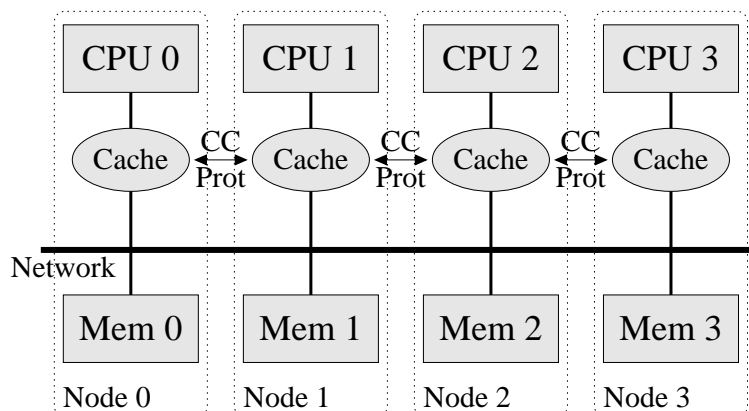 CPU 0 CPU 1 CPU 2 CPU 3
CC CC CC
Cache Cache Cache Cache
Prot Prot Prot
Network
Mem 0 Mem 1 Mem 2 Mem 3
Node 0 Node 1 Node 2 Node 3